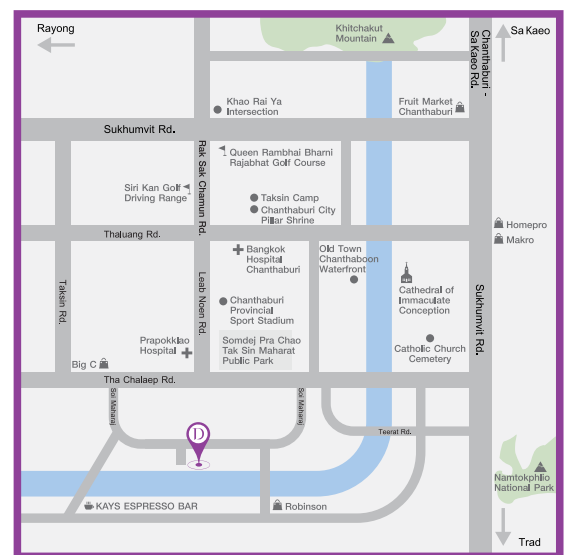 Khitchakut
Mountain
Rayong
Sa Kaeo
Chanthaburi -
Sa Kaeo Rd.
Khao Rai Ya
Intersection
Fruit Market
Chanthaburi
Sukhumvit Rd.
Rak Sak Chamun Rd.
Queen Rambhai Bharni
Rajabhat Golf Course
Siri Kan Golf
Driving Range
Taksin Camp
Chanthaburi City
Pillar Shrine
Homepro
Makro
Thaluang Rd.
Bangkok
Hospital
Chanthaburi
Old Town
Chanthaboon
Waterfront
Taksin Rd.
Leab Noen Rd.
Cathedral of
Immaculate
Conception
Sukhumvit Rd.
Chanthaburi
Provincial
Sport Stadium
Prapokklao
Hospital
Somdej Pra Chao
Tak Sin Maharat
Public Park
Catholic Church
Cemetery
Big C
Tha Chalaep Rd.
Soi Maharaj
Soi Maharaj
D
Teerat Rd.
Namtokphlio
National Park
KAYS ESPRESSO BAR
Robinson
Trad